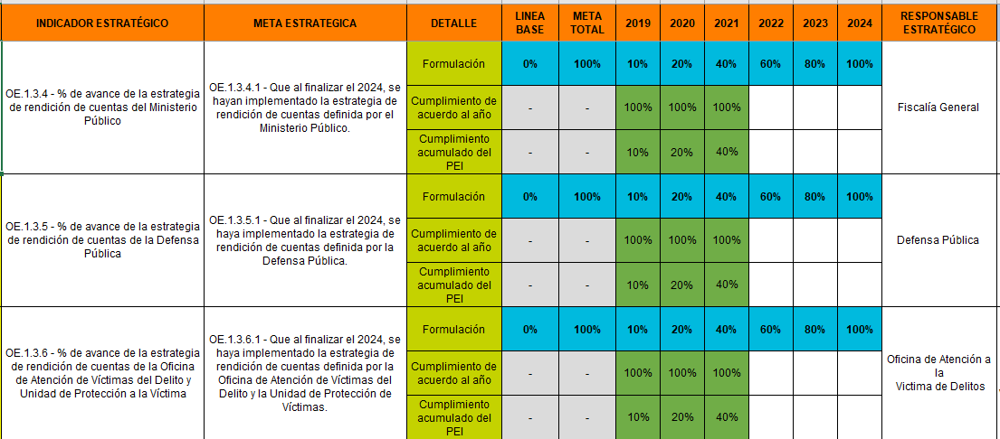 INDICADOR ESTRATÉGICO META ESTRATEGICA DETALLE LINEA BASE META TOTAL 2019 2020 2021 2022 2023 2024 RESPONSABLE ESTRATÉGICO
OE.1.3.4 - % de avance de la estrategia
de rendición de cuentas del Ministerio
Público
OE.1.3.4.1 - Que al finalizar el 2024, se
hayan implementado la estrategia de
rendición de cuentas definida por el
Ministerio Público.
Formulación 0% 100% 10% 20% 40% 60% 80% 100%
Cumplimiento de
acuerdo al año
- - 100% 100% 100%
Cumplimiento
acumulado del
PEI
- - 10% 20% 40%
Fiscalía General
OE.1.3.5 - % de avance de la estrategia
de rendición de cuentas de la Defensa
Pública
OE.1.3.5.1 - Que al finalizar el 2024, se
haya implementado la estrategia de
rendición de cuentas definida por la
Defensa Pública.
Formulación 0% 100% 10% 20% 40% 60% 80% 100%
Cumplimiento de
acuerdo al año
- - 100% 100% 100%
Cumplimiento
acumulado del
PEI
- - 10% 20% 40%
Defensa Pública
OE.1.3.6 - % de avance de la estrategia
de rendición de cuentas de la Oficina
de Atención de Víctimas del Delito y
Unidad de Protección a la Víctima
OE.1.3.6.1 - Que al finalizar el 2024, se
haya implementado la estrategia de
rendición de cuentas definida por la
Oficina de Atención de Víctimas del
Delito y la Unidad de Protección de
Víctimas.
Formulación 0% 100% 10% 20% 40% 60% 80% 100%
Cumplimiento de
acuerdo al año
- - 100% 100% 100%
Cumplimiento
acumulado del
PEI
- - 10% 20% 40%
Oficina de Atención a
la
Victima de Delitos